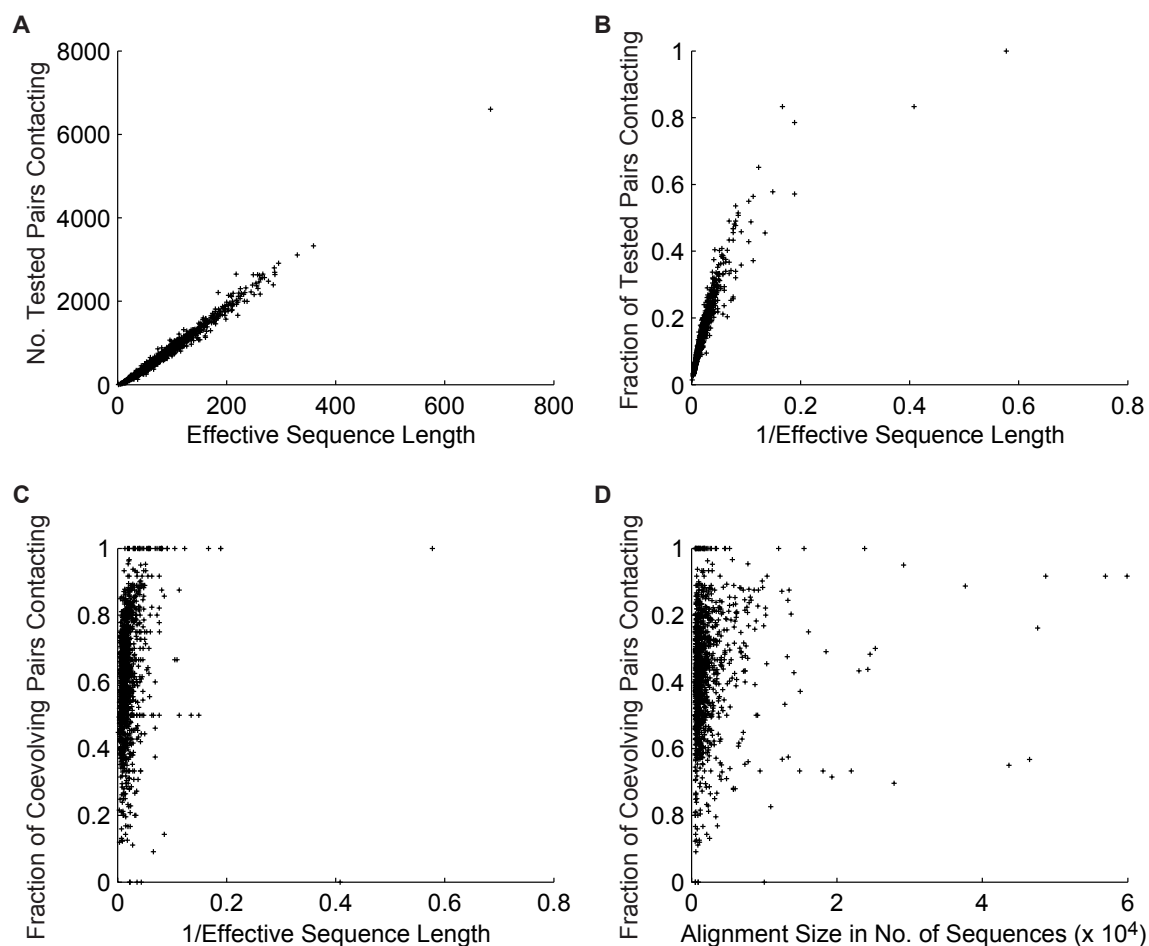 A
No. Tested Pairs Contacting
8000
6000
4000
2000
0
0 200 400 600 800
Effective Sequence Length
B
Fraction of Tested Pairs Contacting
1
0.8
0.6
0.4
0.2
0
0 0.2 0.4 0.6 0.8
1/Effective Sequence Length
C
Fraction of Coevolving Pairs Contacting
1
0.8
0.6
0.4
0.2
0
0 0.2 0.4 0.6 0.8
1/Effective Sequence Length
D
Fraction of Coevolving Pairs Contacting
1
0.2
0.4
0.6
0.8
0
0 2 4 6
Alignment Size in No. of Sequences (x 10⁴)